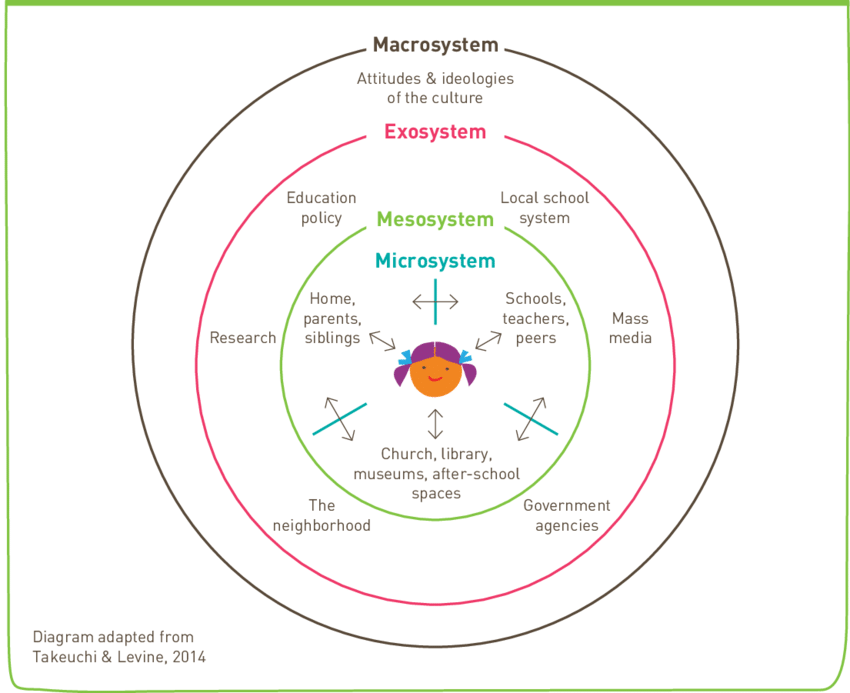 Macrosystem
Attitudes & ideologies
of the culture
Exosystem
Education
policy
Local school
system
Mesosystem
Microsystem
Home,
parents,
siblings
Schools,
teachers,
peers
Research
Mass
media
Church, library,
museums, after-school
spaces
The
neighborhood
Government
agencies
Diagram adapted from
Takeuchi & Levine, 2014